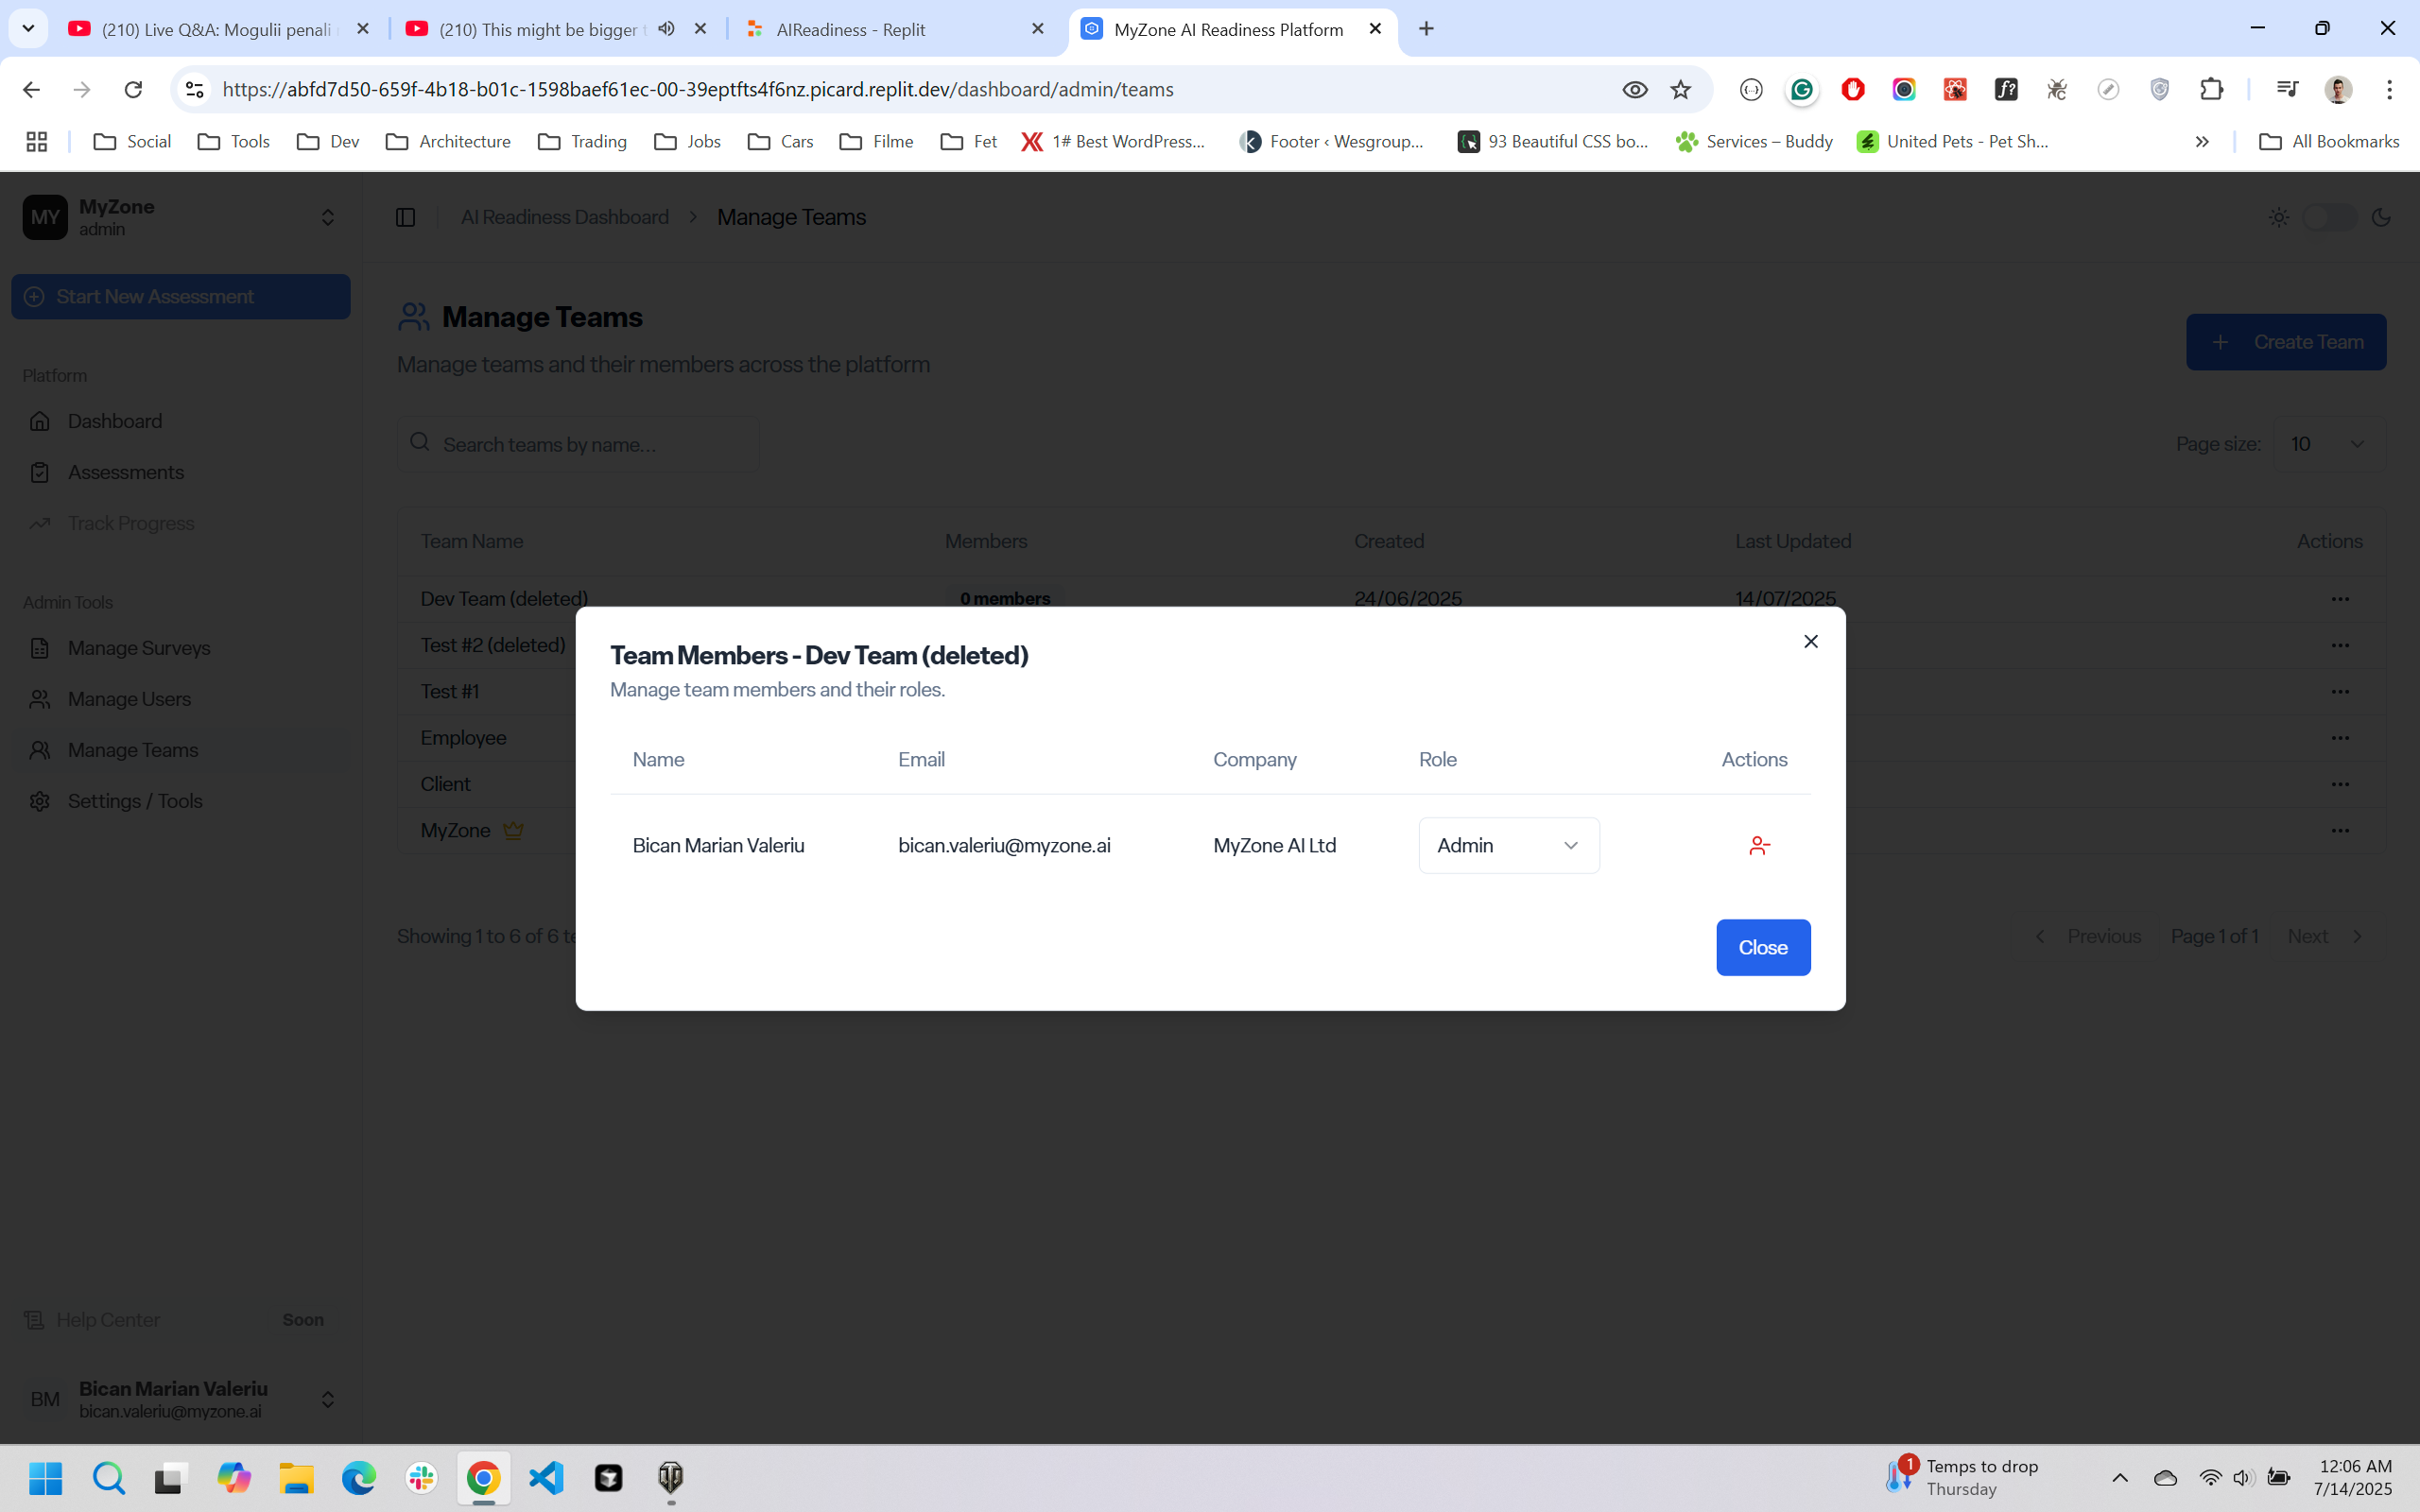 (210) Live Q&A: Mogulii penali
(210) This might be bigger t
AIReadiness - Replit
MyZone AI Readiness Platform
https://abfd7d50-659f-4b18-b01c-1598baef61ec-00-39eptfts4f6nz.picard.replit.dev/dashboard/admin/teams
Social
Tools
Dev
Architecture
Trading
Jobs
Cars
Filme
Fet
1# Best WordPress...
Footer ‹ Wesgroup...
93 Beautiful CSS bo...
Services – Buddy
United Pets - Pet Sh...
All Bookmarks
MY
MyZone
admin
AI Readiness Dashboard
Manage Teams
Start New Assessment
Platform
Dashboard
Assessments
Track Progress
Admin Tools
Manage Surveys
Manage Users
Manage Teams
Settings / Tools
Manage Teams
Manage teams and their members across the platform
Create Team
Search teams by name...
Page size:
10
Team Name
Members
Created
Last Updated
Actions
Dev Team (deleted)
0 members
24/06/2025
14/07/2025
Test #2 (deleted)
Test #1
Employee
Client
MyZone
Showing 1 to 6 of 6 te
Previous
Page 1 of 1
Next
Team Members - Dev Team (deleted)
Manage team members and their roles.
Name
Email
Company
Role
Actions
Bican Marian Valeriu
bican.valeriu@myzone.ai
MyZone AI Ltd
Admin
Close
Help Center
Soon
BM
Bican Marian Valeriu
bican.valeriu@myzone.ai
1
Temps to drop
Thursday
12:06 AM
7/14/2025